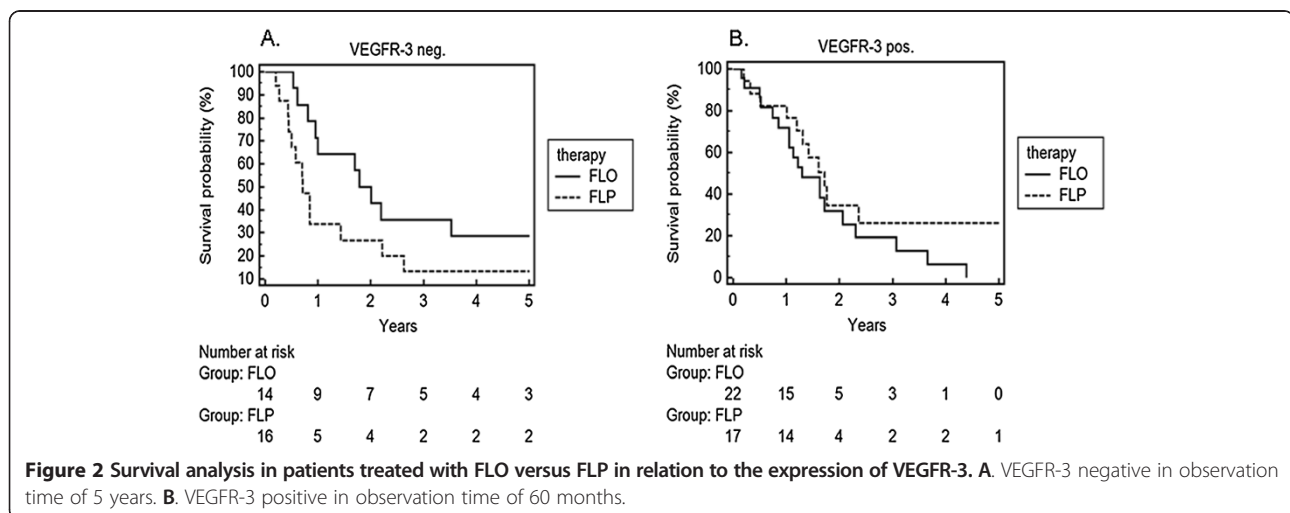 A.
VEGFR-3 neg.
Survival probability (%)
100
90
80
70
60
50
40
30
20
10
0 1 2 3 4 5
Years
therapy
FLO
FLP
Number at risk
Group: FLO
14 9 7 5 4 3
Group: FLP
16 5 4 2 2 2
B.
VEGFR-3 pos.
Survival probability (%)
100
80
60
40
20
0
0 1 2 3 4 5
Years
therapy
FLO
FLP
Number at risk
Group: FLO
22 15 5 3 1 0
Group: FLP
17 14 4 2 2 1
Figure 2 Survival analysis in patients treated with FLO versus FLP in relation to the expression of VEGFR-3. A. VEGFR-3 negative in observation
time of 5 years. B. VEGFR-3 positive in observation time of 60 months.